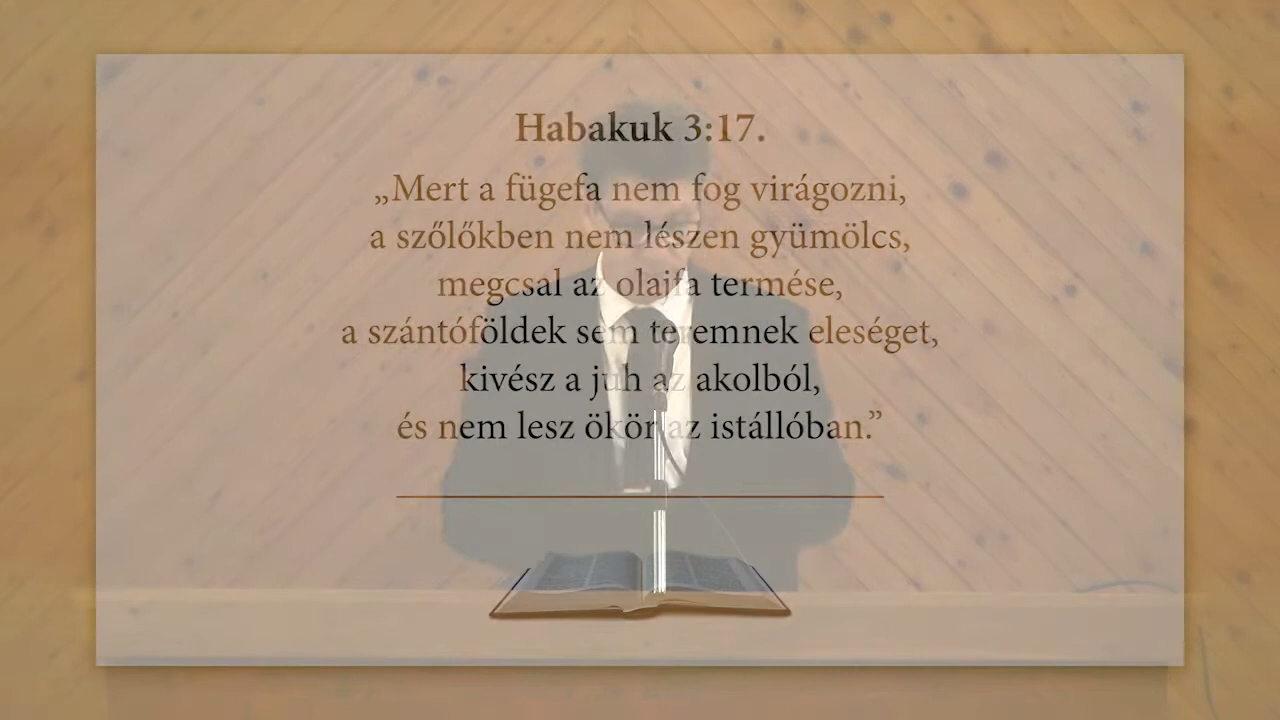 Habakuk 3:17.
„Mert a fügefa nem fog virágozni,
a szőlőkben nem lészen gyümölcs,
megcsal az olajfa termése,
a szántóföldek sem teremnek eleséget,
kivész a juh az akolból,
és nem lesz ökör az istállóban.”